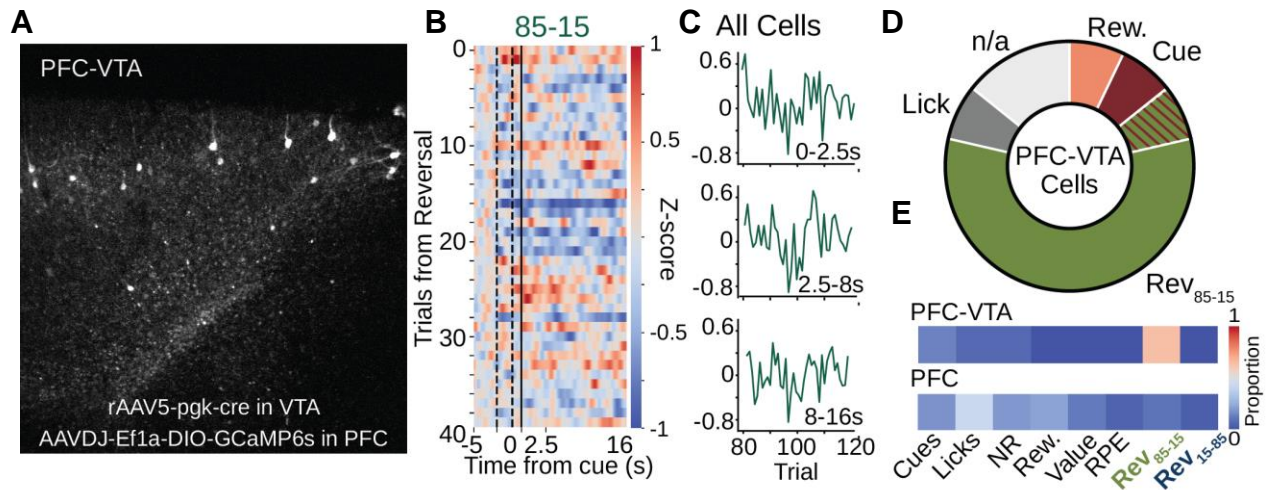 A
PFC-VTA
rAAV5-pgk-cre in VTA
AAVDJ-Ef1a-DIO-GCaMP6s in PFC
B
85-15
0
10
20
30
40
Trials from Reversal
-5
0
2.5
16
Time from cue (s)
1
0.5
Z-score
-0.5
-1
C All Cells
0.6
0
-0.8
0-2.5s
0.6
0
-0.8
2.5-8s
0.6
0
-0.8
8-16s
80
100
120
Trial
D
n/a
Rew.
Cue
Lick
PFC-VTA
Cells
Rev85-15
E
PFC-VTA
PFC
1
Proportion
0
Cues
Licks
NR
Rew.
Value
RPE
Rev85-15
Rev15-85